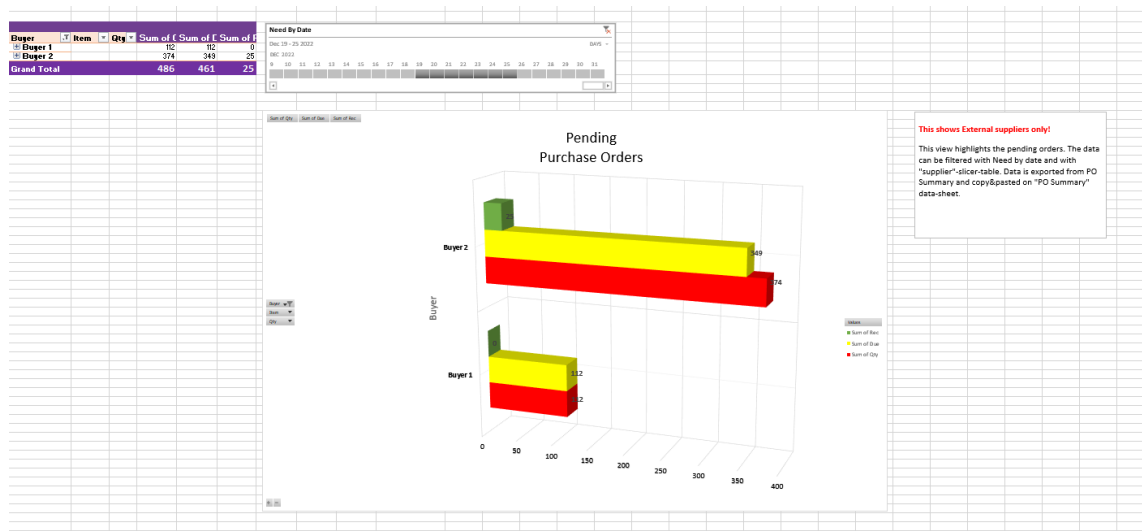 Buyer Item Qty Sum of Sum of Sum of
Buyer 1 112 112 0
Buyer 2 374 349 25
Grand Total 486 461 25
Need By Date
Dec 19 - 25 2022 DAYS
DEC 2022
9 10 11 12 13 14 15 16 17 18 19 20 21 22 23 24 25 26 27 28 29 30 31
Sum of Qty Sum of Due Sum of Rec
Pending
Purchase Orders
This shows External suppliers only!
This view highlights the pending orders. The data
can be filtered with Need by date and with
"supplier"-slicer-table. Data is exported from PO
Summary and copy&pasted on "PO Summary"
data-sheet.
25
Buyer 2
349
374
Buyer
Buyer
Item
Qty
Values
Sum of Rec
Sum of Due
Sum of Qty
0
Buyer 1
112
112
0 50 100 150 200 250 300 350 400